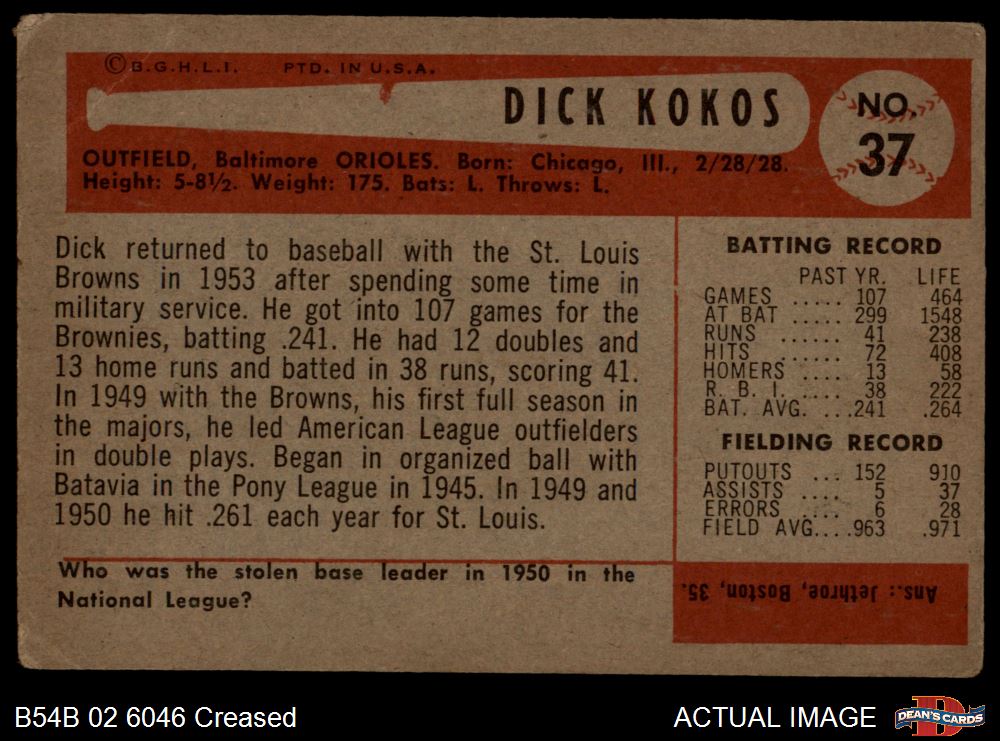 © B.G.H.L.I. PTD. IN U.S.A.
DICK KOKOS
NO.
37
OUTFIELD, Baltimore ORIOLES. Born: Chicago, Ill., 2/28/28.
Height: 5-8½. Weight: 175. Bats: L. Throws: L.
Dick returned to baseball with the St. Louis
Browns in 1953 after spending some time in
military service. He got into 107 games for the
Brownies, batting .241. He had 12 doubles and
13 home runs and batted in 38 runs, scoring 41.
In 1949 with the Browns, his first full season in
the majors, he led American League outfielders
in double plays. Began in organized ball with
Batavia in the Pony League in 1945. In 1949 and
1950 he hit .261 each year for St. Louis.
BATTING RECORD
PAST YR. LIFE
GAMES ..... 107 464
AT BAT ..... 299 1548
RUNS ..... 41 238
HITS ...... 72 408
HOMERS .... 13 58
R. B. I. .... 38 222
BAT. AVG. ...241 .264
FIELDING RECORD
PUTOUTS ... 152 910
ASSISTS .... 5 37
ERRORS .... 6 28
FIELD AVG....963 .971
Who was the stolen base leader in 1950 in the
National League?
Ans.: Jethroe, Boston, 35.
B54B 02 6046 Creased
ACTUAL IMAGE
DEAN'S CARDS